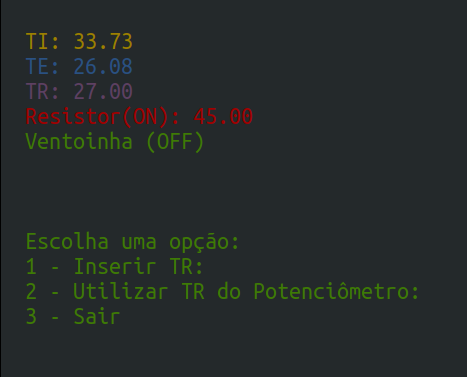 TI: 33.73
TE: 26.08
TR: 27.00
Resistor(ON): 45.00
Ventoinha (OFF)
Escolha uma opção:
1 - Inserir TR:
2 - Utilizar TR do Potenciômetro:
3 - Sair